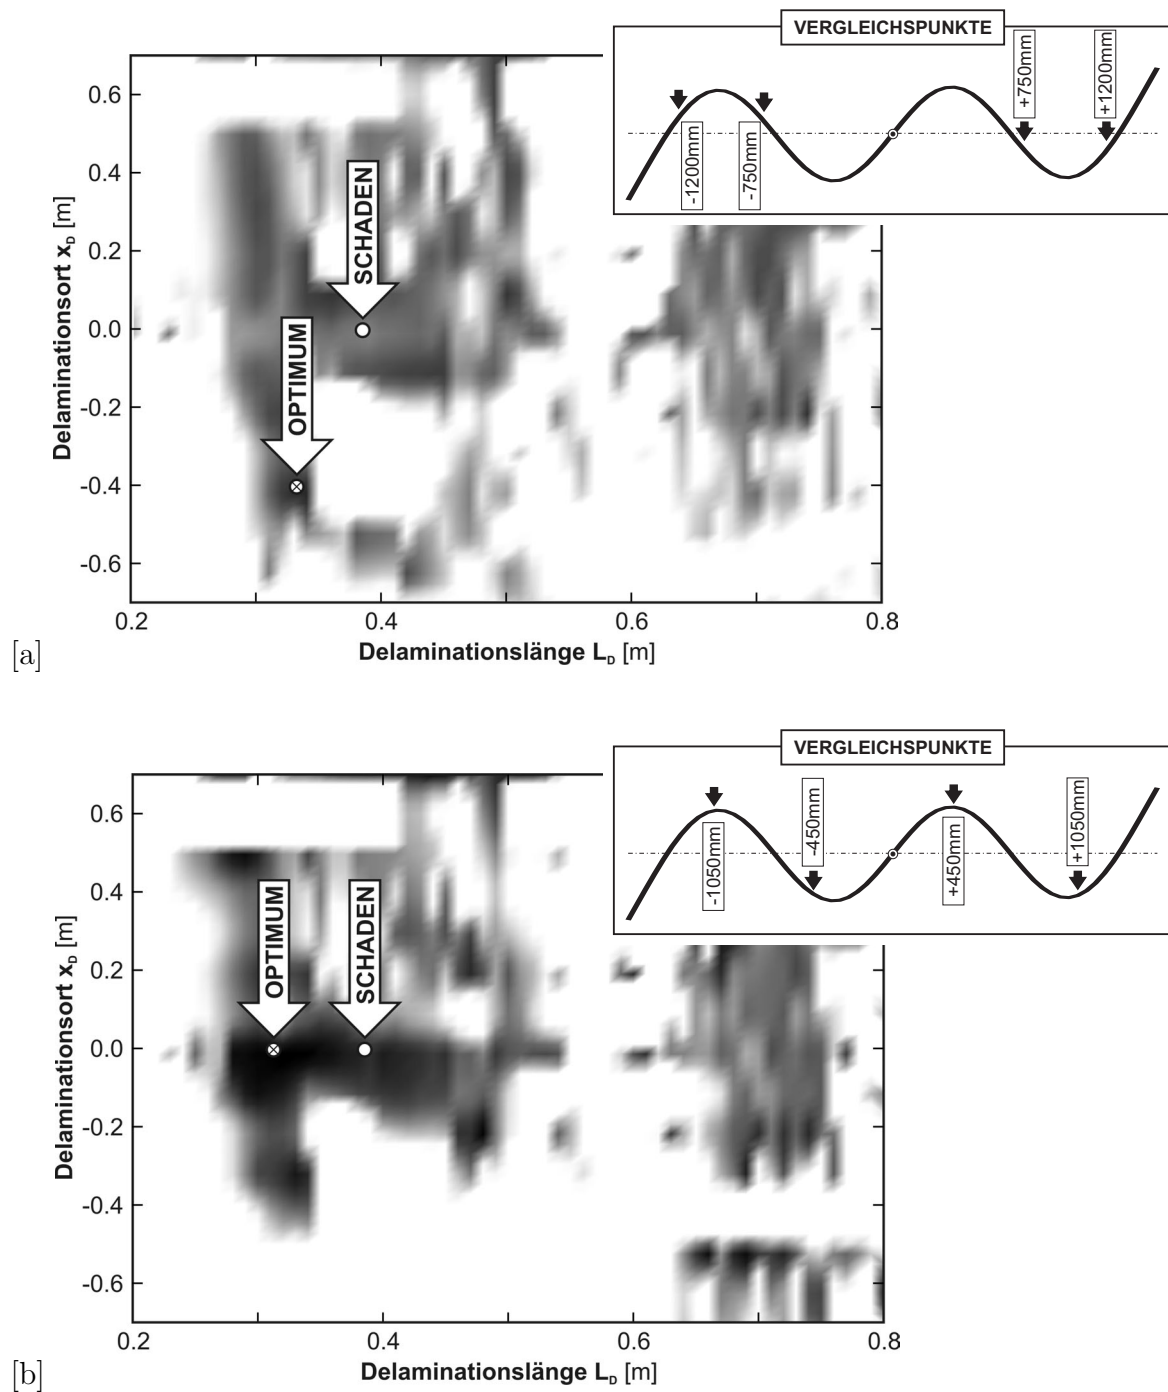 VERGLEICHSPUNKTE
+750mm
+1200mm
-1200mm
-750mm
0.6
0.4
0.2
0.0
-0.2
-0.4
-0.6
Delaminationsort x_D [m]
SCHADEN
OPTIMUM
0.2
0.4
0.6
0.8
Delaminationslänge L_D [m]
[a]
VERGLEICHSPUNKTE
-1050mm
-450mm
+450mm
+1050mm
0.6
0.4
0.2
0.0
-0.2
-0.4
-0.6
Delaminationsort x_D [m]
OPTIMUM
SCHADEN
0.2
0.4
0.6
0.8
Delaminationslänge L_D [m]
[b]